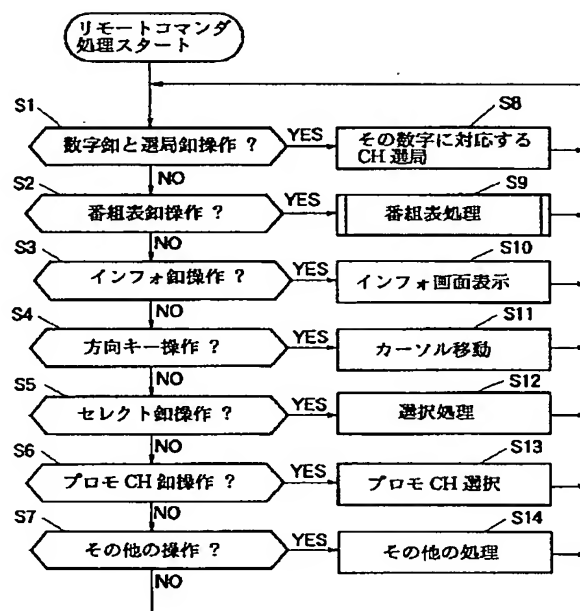 リモートコマンダ
処理スタート
S1
数字釦と選局釦操作 ?
YES
S8
その数字に対応する
CH 選局
NO
S2
番組表釦操作 ?
YES
S9
番組表処理
NO
S3
インフォ釦操作 ?
YES
S10
インフォ画面表示
NO
S4
方向キー操作 ?
YES
S11
カーソル移動
NO
S5
セレクト釦操作 ?
YES
S12
選択処理
NO
S6
プロモ CH 釦操作 ?
YES
S13
プロモ CH 選択
NO
S7
その他の操作 ?
YES
S14
その他の処理
NO